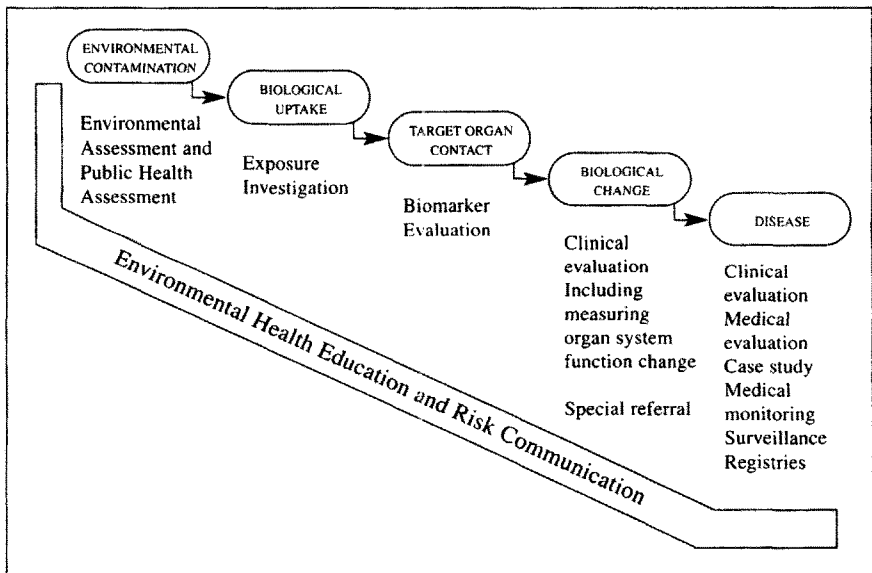 ENVIRONMENTAL
CONTAMINATION
Environmental
Assessment and
Public Health
Assessment
BIOLOGICAL
UPTAKE
Exposure
Investigation
TARGET ORGAN
CONTACT
Biomarker
Evaluation
BIOLOGICAL
CHANGE
Clinical
evaluation
Including
measuring
organ system
function change
Special referral
DISEASE
Clinical
evaluation
Medical
evaluation
Case study
Medical
monitoring
Surveillance
Registries
Environmental Health Education and Risk Communication